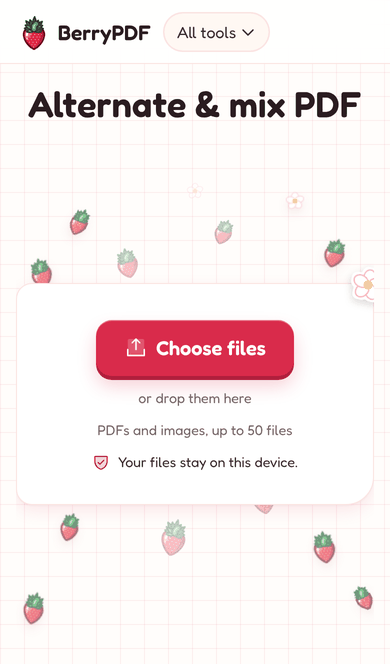 BerryPDF
All tools
Alternate & mix PDF
Choose files
or drop them here
PDFs and images, up to 50 files
Your files stay on this device.